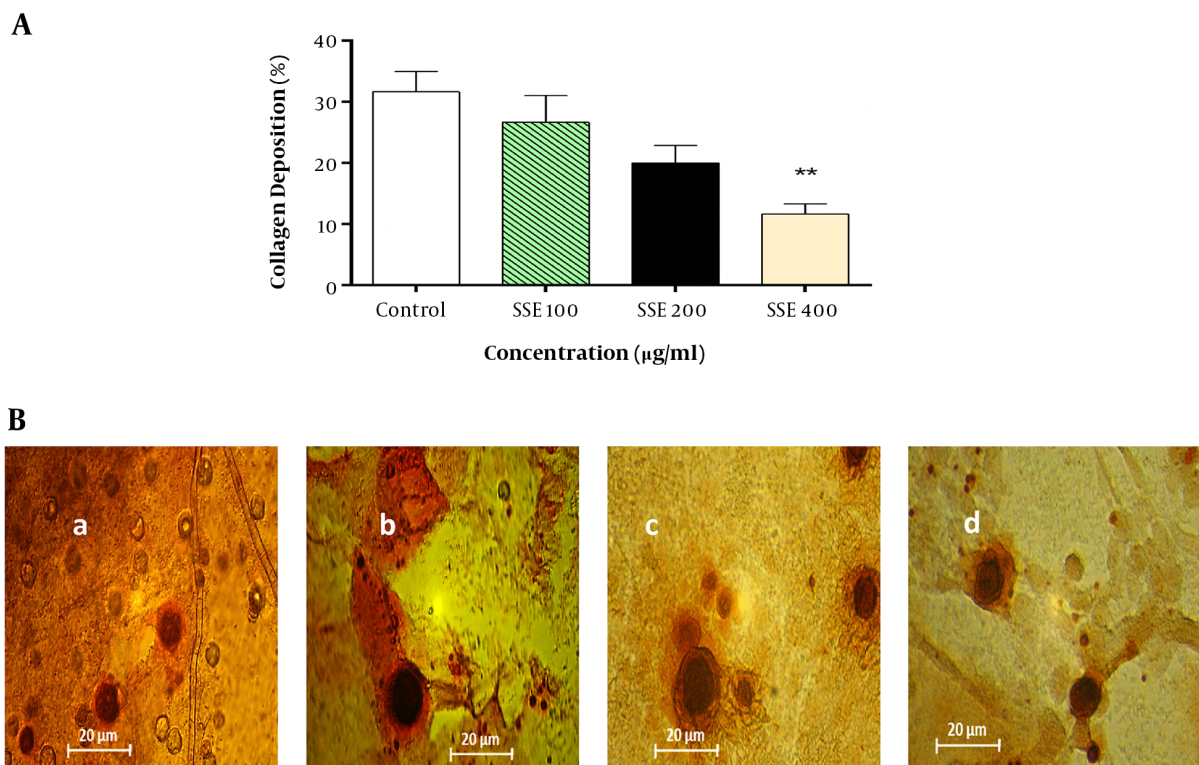 A
Collagen Deposition (%)
40
30
20
10
0
**
Control SSE 100 SSE 200 SSE 400
Concentration (µg/ml)
B
a b c d
20 µm 20 µm 20 µm 20 µm